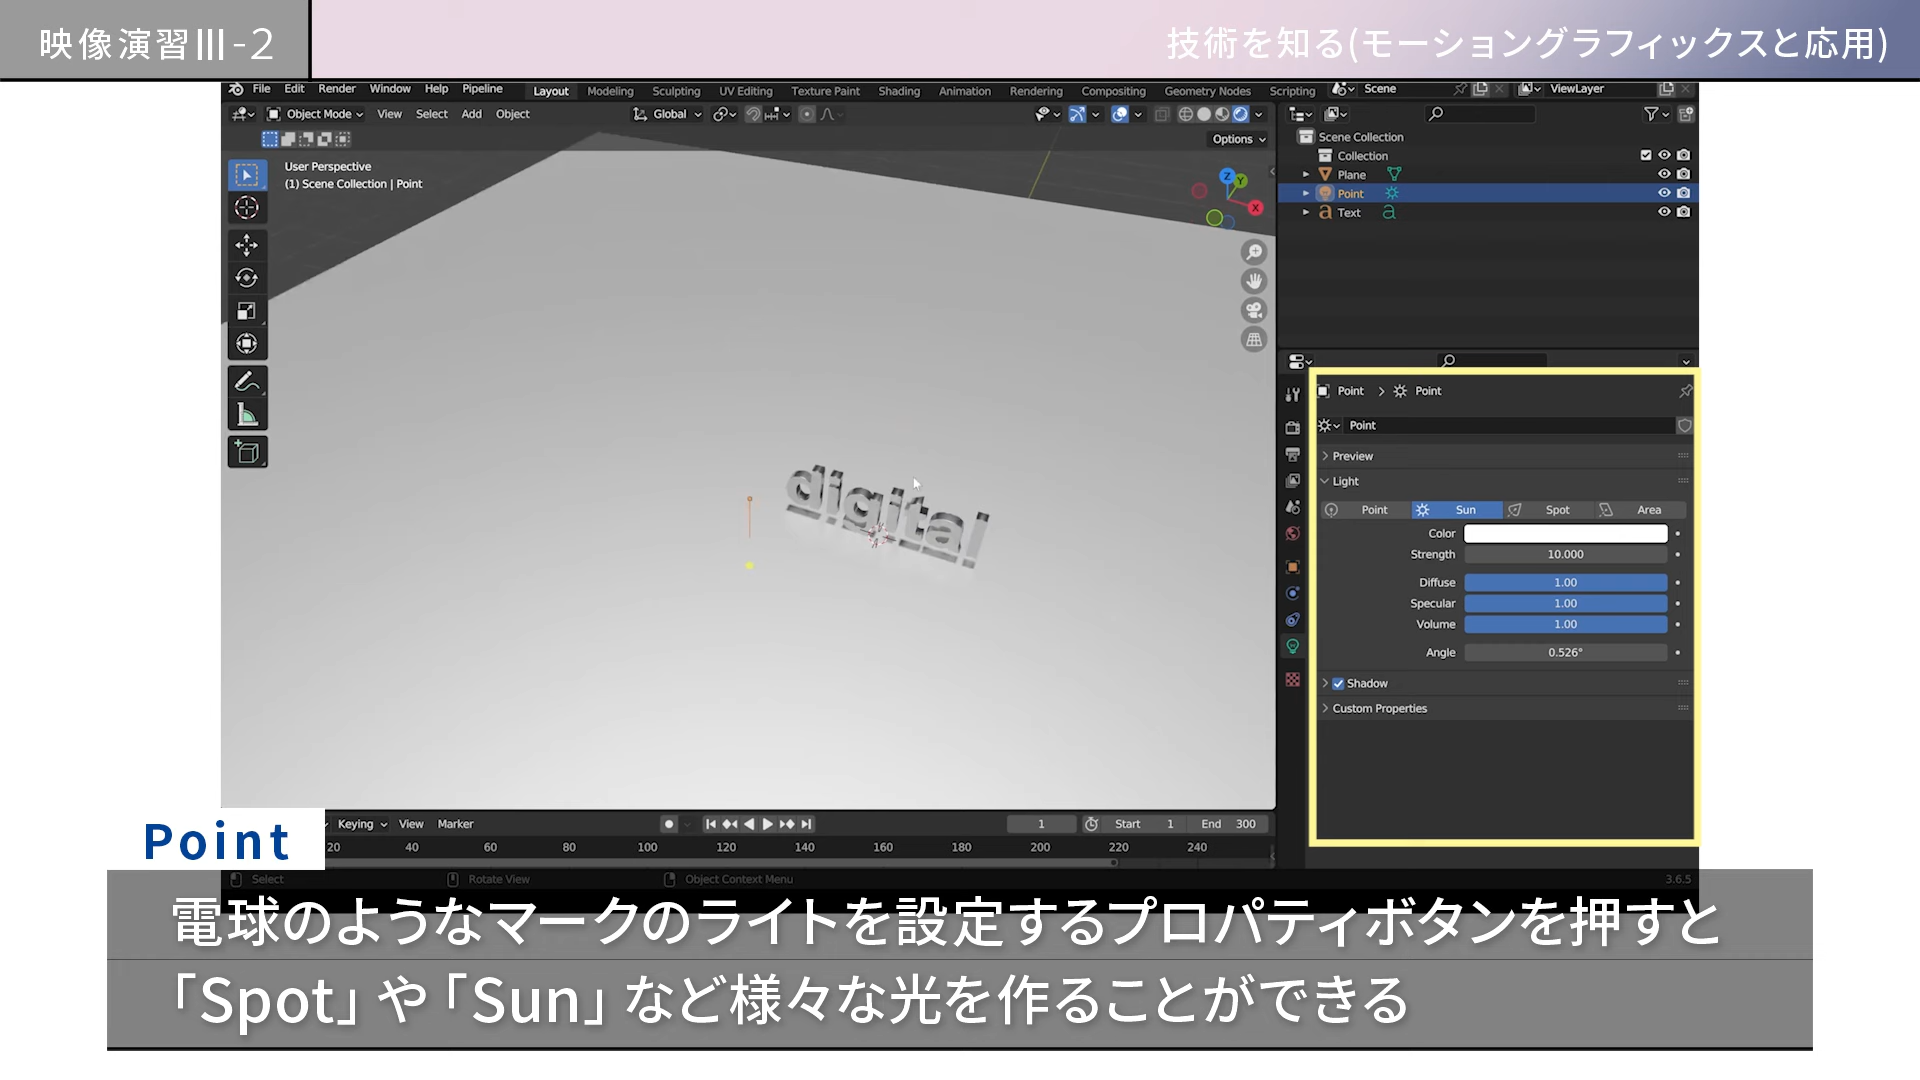 映像演習Ⅲ-2
技術を知る(モーショングラフィックスと応用)
File Edit Render Window Help Pipeline Layout Modeling Sculpting UV Editing Texture Paint Shading Animation Rendering Compositing Geometry Nodes Scripting Scene ViewLayer
Object Mode View Select Add Object Global
Options
User Perspective
(1) Scene Collection | Point
Z
Y
X
digital
Scene Collection
Collection
Plane
Point
Text
Point > Point
Point
Preview
Light
Point Sun Spot Area
Color
Strength 10.000
Diffuse 1.00
Specular 1.00
Volume 1.00
Angle 0.526°
Shadow
Custom Properties
Keying View Marker 1 Start 1 End 300
20 40 60 80 100 120 140 160 180 200 220 240
Select Rotate View Object Context Menu 3.6.5
Point
電球のようなマークのライトを設定するプロパティボタンを押すと
「Spot」や「Sun」など様々な光を作ることができる